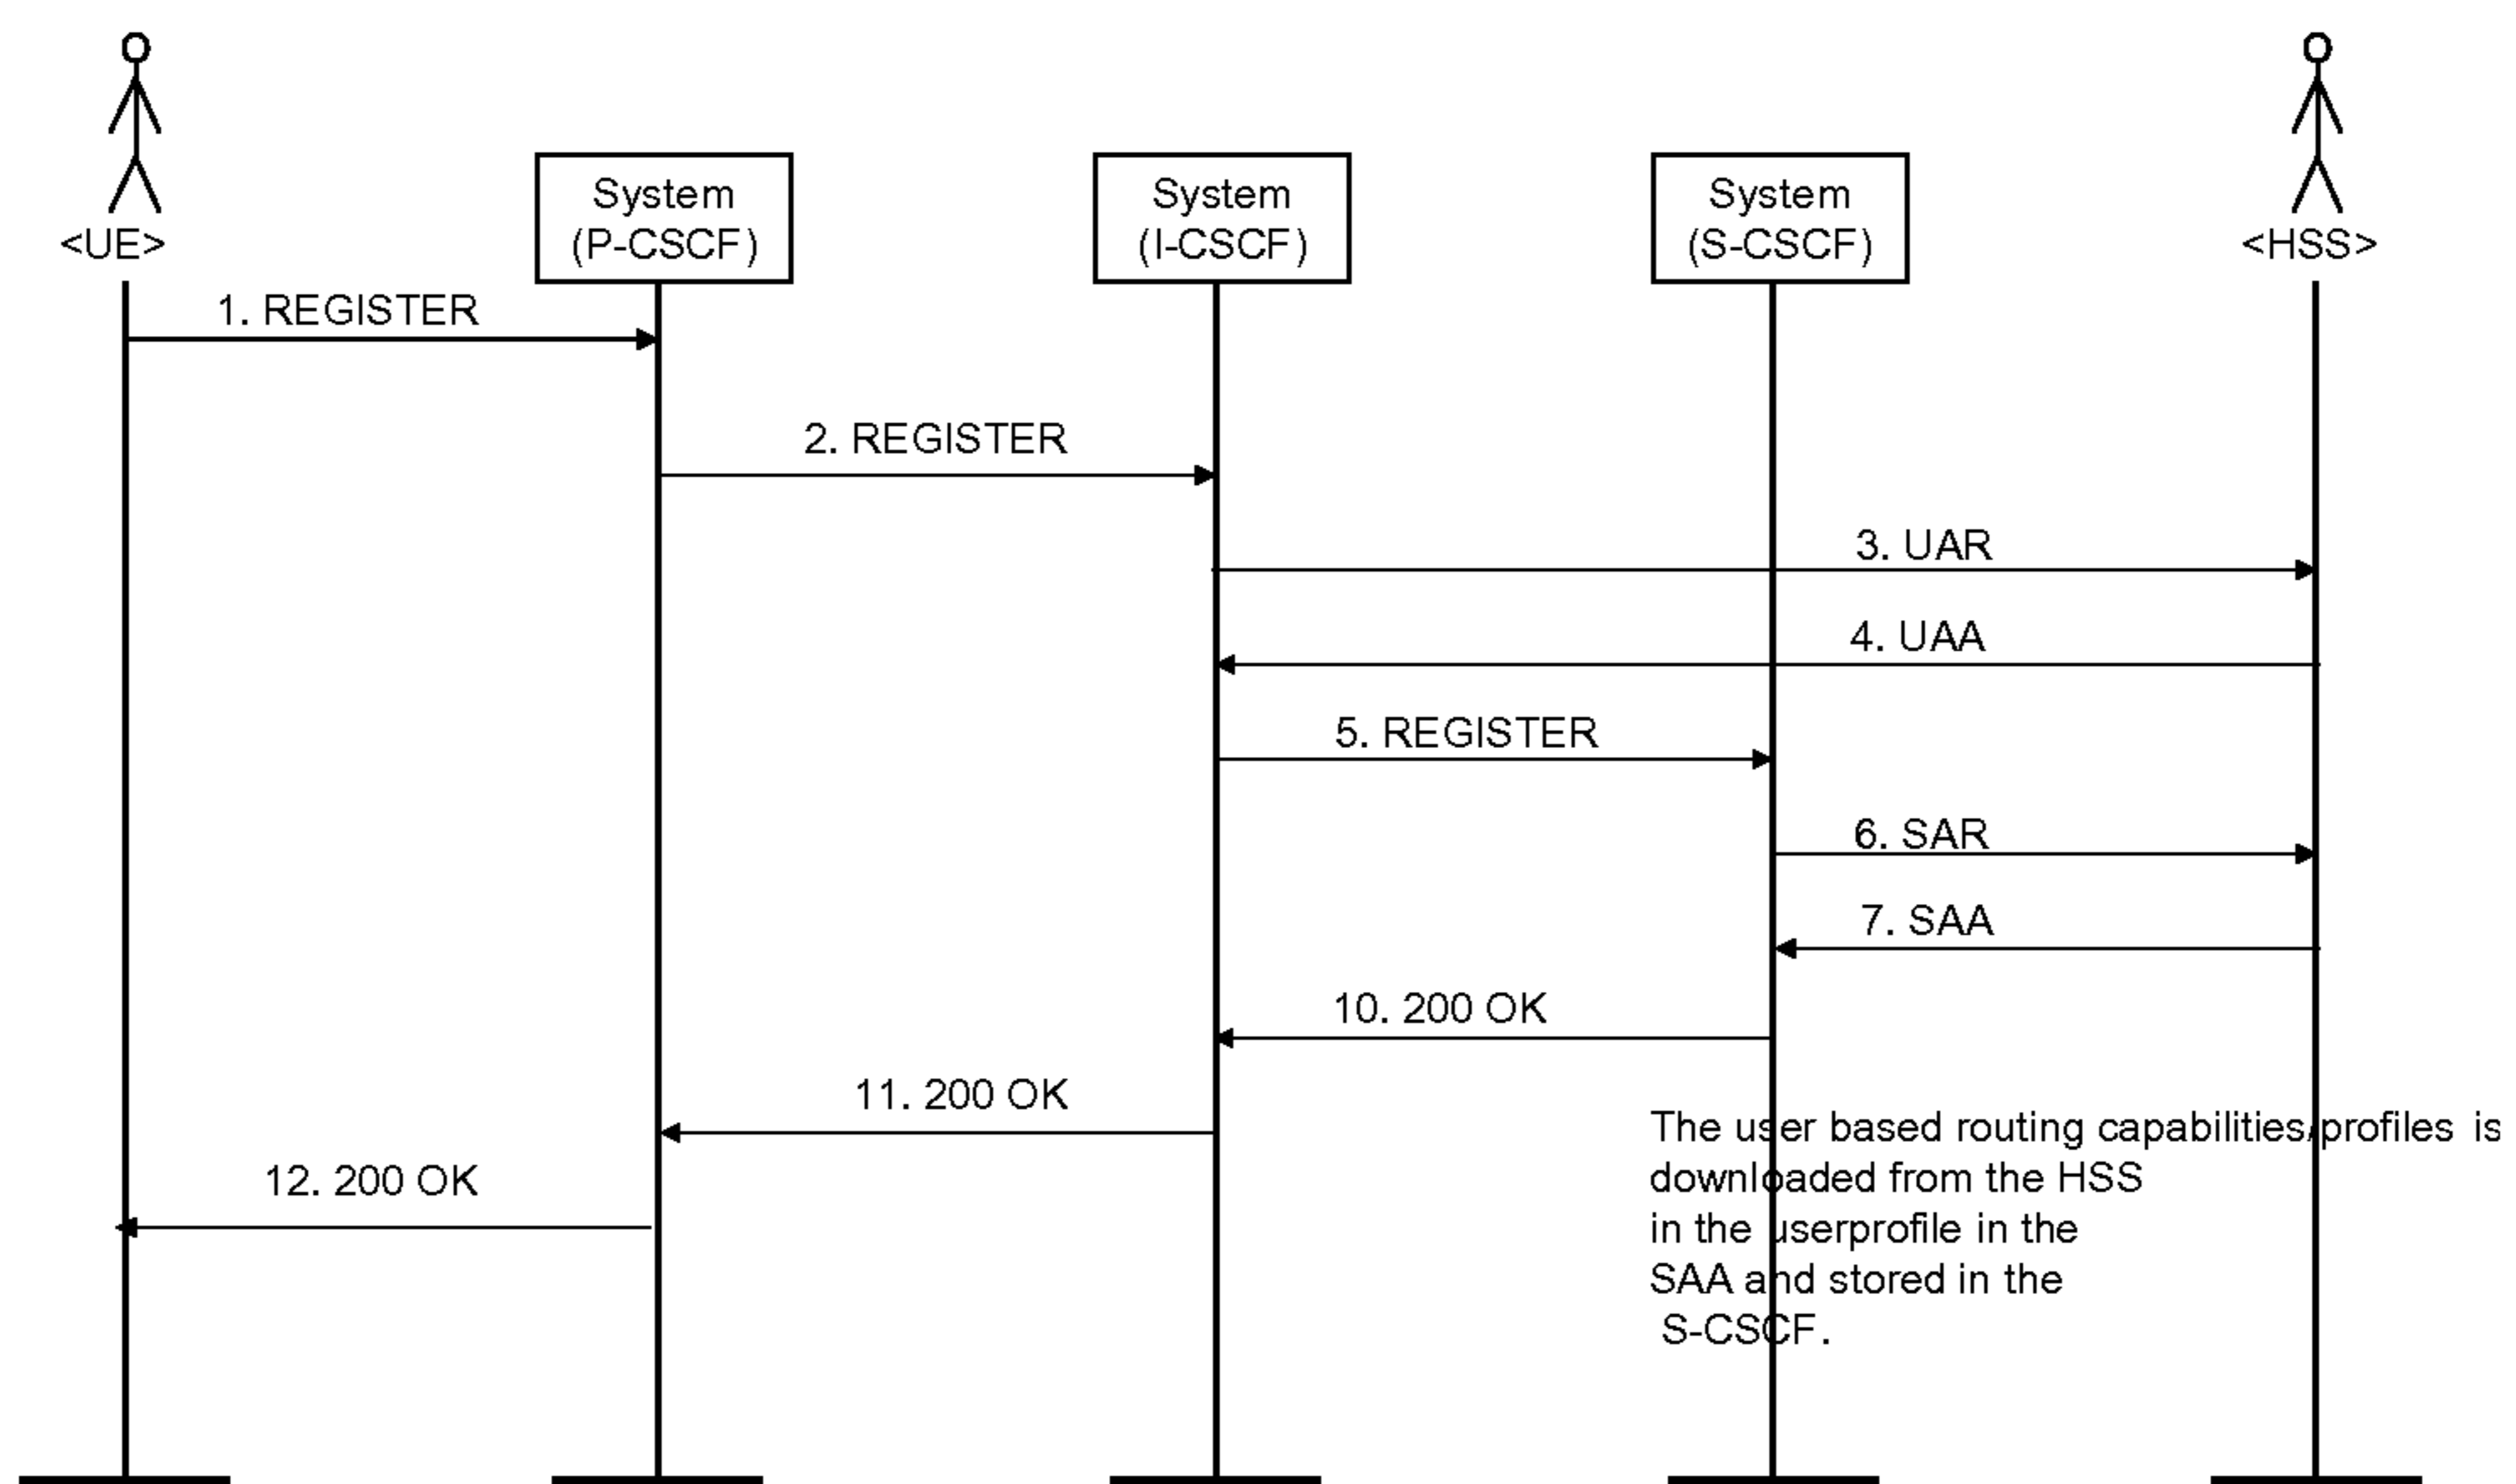 <UE>
System
(P-CSCF)
System
(I-CSCF)
System
(S-CSCF)
<HSS>
1. REGISTER
2. REGISTER
3. UAR
4. UAA
5. REGISTER
6. SAR
7. SAA
10. 200 OK
11. 200 OK
12. 200 OK
The user based routing capabilities/profiles is
downloaded from the HSS
in the userprofile in the
SAA and stored in the
S-CSCF.